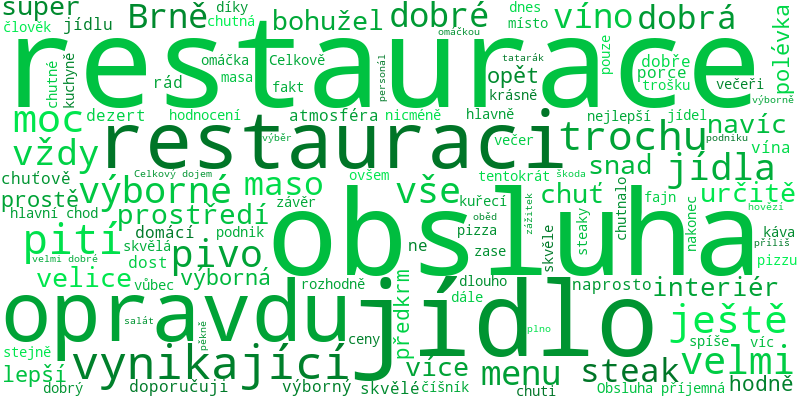 super
člověk
jídlu
Brně
díky
chutná
bohužel
dobré
víno
dnes
místo
dobrá
polévka
restaurace
chutné
kuchyně
omáčka
Celkově
masa
rád
fakt
personál
omáčkou
tatarák
opět
krásně
pouze
dobře
porce
trošku
večeři
výborně
moc
dezert
hodnocení
atmosféra
nicméně
hlavně
nejlepší
jídel
navíc
podniku
vždy
restauraci
výběr
večer
trochu
vína
chuťově
Celkový dojem
ovšem
tentokrát
škoda
snad
jídla
prostě
výborné
maso
vše
chuť
určitě
hlavní chod
prostředí
závěr
kuřecí
chutnalo
fajn
hovězí
pití
domácí
podnik
obsluha
ne
pizza
oběd
zážitek
steaky
nakonec
káva
příliš
velmi dobré
skvělá
dost
pivo
zase
skvěle
pizzu
velice
vůbec
výborná
rozhodně
předkrm
dlouho
dále
naprosto
interiér
opravdu
jídlo
salát
pěkně
plno
ještě
stejně
ceny
spíše
víc
lepší
vynikající
více
menu
steak
velmi
dobrý
doporučuji
výborný
skvělé
číšník
chuti
Obsluha
příjemná
hodně